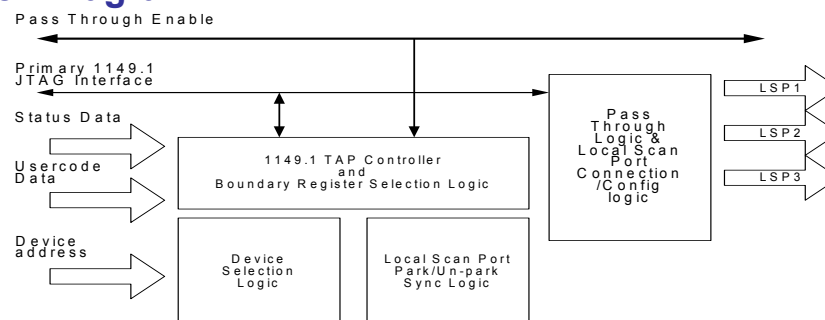 Pass Through Enable
Primary 1149.1
JTAG Interface
Status Data
Usercode
Data
Device
address
1149.1 TAP Controller
and
Boundary Register Selection Logic
Device
Selection
Logic
Local Scan Port
Park/Un-park
Sync Logic
Pass
Through
Logic &
Local Scan
Port
Connection
/Config
logic
LSP1
LSP2
LSP3